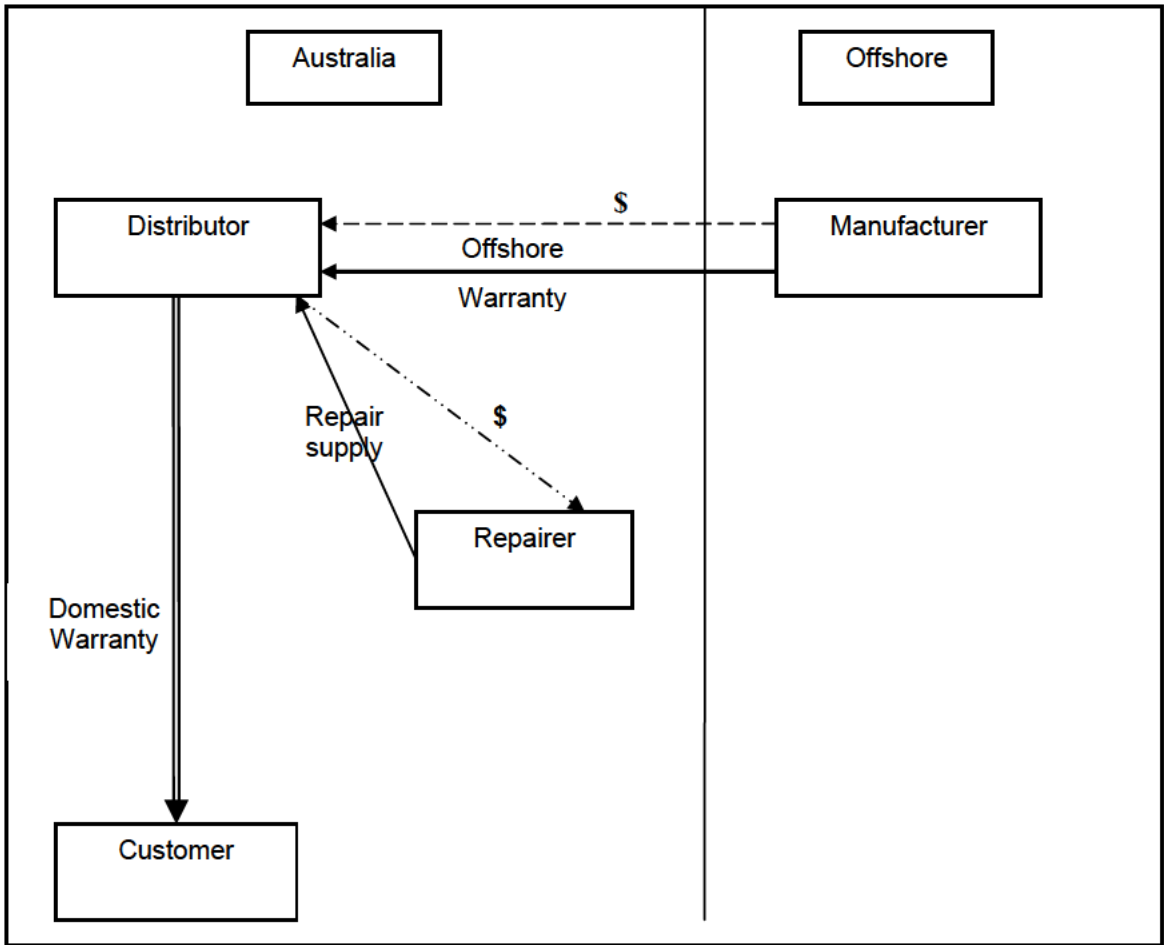 Australia
Offshore
$
Distributor
Manufacturer
Offshore
Warranty
Repair
supply
$
Repairer
Domestic
Warranty
Customer